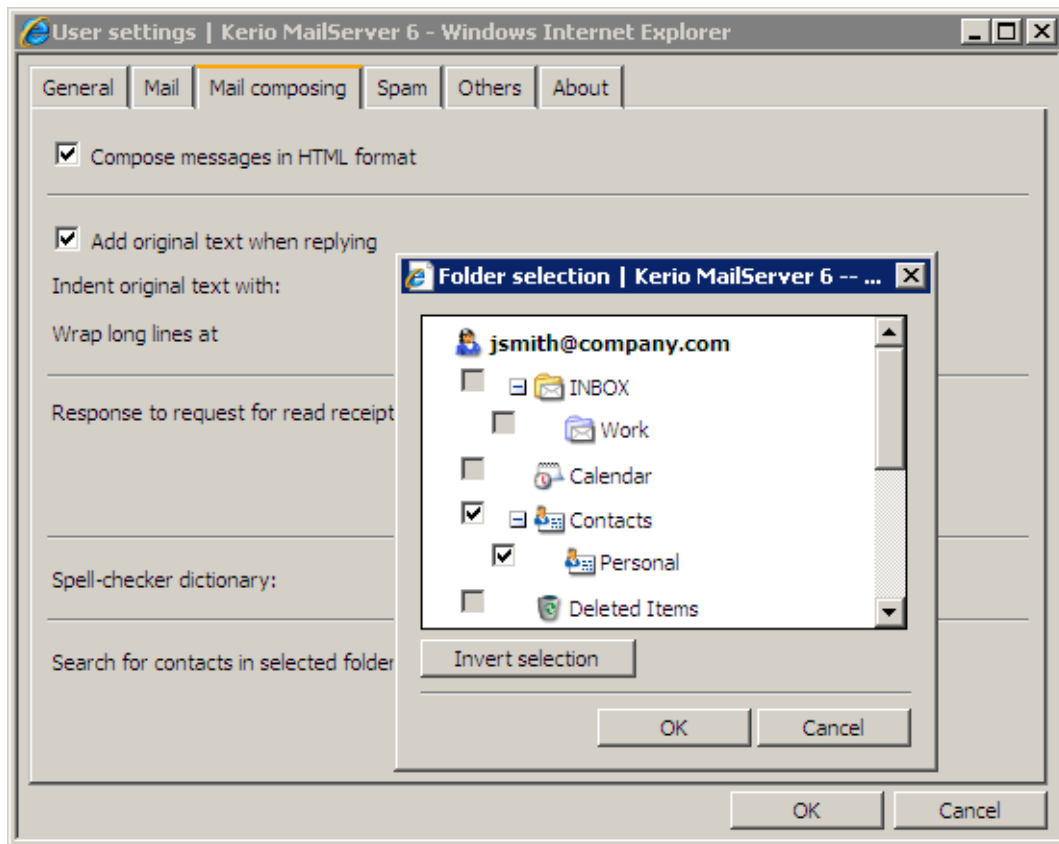 User settings | Kerio MailServer 6 - Windows Internet Explorer
General Mail Mail composing Spam Others About
Compose messages in HTML format
Add original text when replying
Indent original text with:
Wrap long lines at
Response to request for read receipt
Spell-checker dictionary:
Search for contacts in selected folder
Folder selection | Kerio MailServer 6 -- ...
jsmith@company.com
INBOX
Work
Calendar
Contacts
Personal
Deleted Items
Invert selection
OK Cancel
OK Cancel